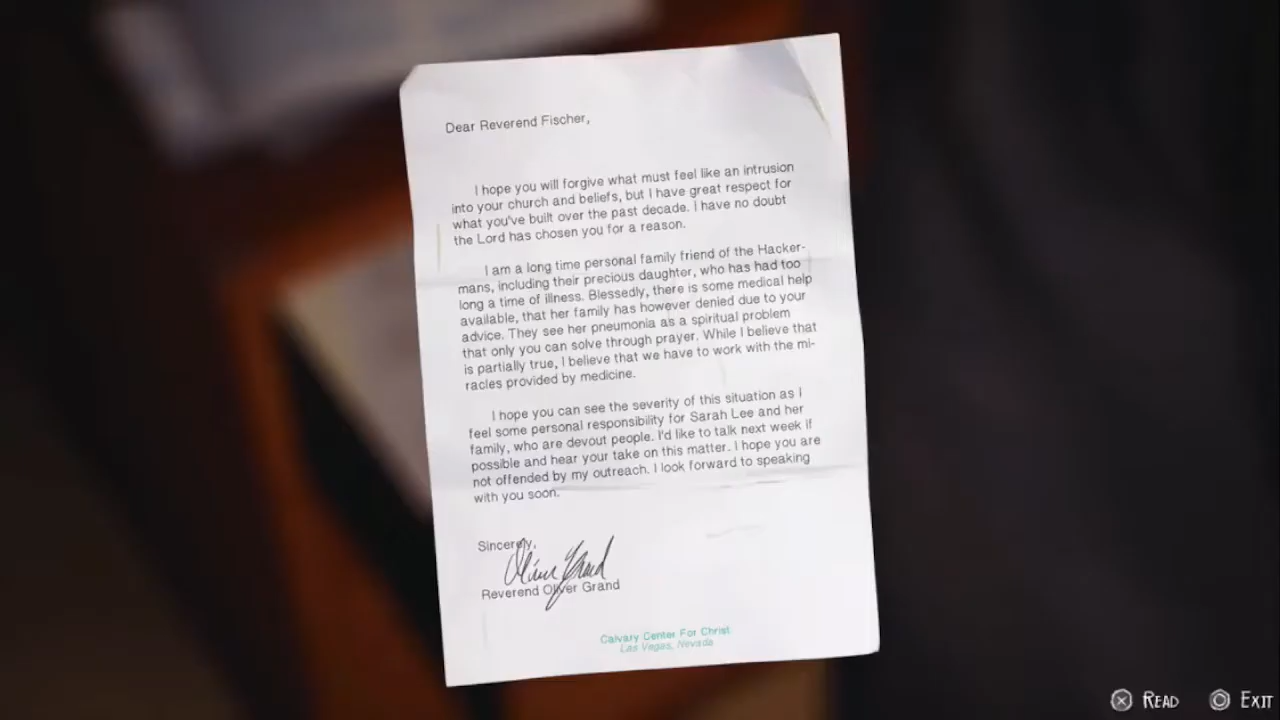 Dear Reverend Fischer,
I hope you will forgive what must feel like an intrusion
into your church and beliefs, but I have great respect for
what you've built over the past decade. I have no doubt
the Lord has chosen you for a reason.
I am a long time personal family friend of the Hacker-
mans, including their precious daughter, who has had too
long a time of illness. Blessedly, there is some medical help
available, that her family has however denied due to your
advice. They see her pneumonia as a spiritual problem
that only you can solve through prayer. While I believe that
is partially true, I believe that we have to work with the mi-
racles provided by medicine.
I hope you can see the severity of this situation as I
feel some personal responsibility for Sarah Lee and her
family, who are devout people. I'd like to talk next week if
possible and hear your take on this matter. I hope you are
not offended by my outreach. I look forward to speaking
with you soon.
Sincerely,
Oliver Grand
Reverend Oliver Grand
Calvary Center For Christ
Las Vegas, Nevada
READ EXIT